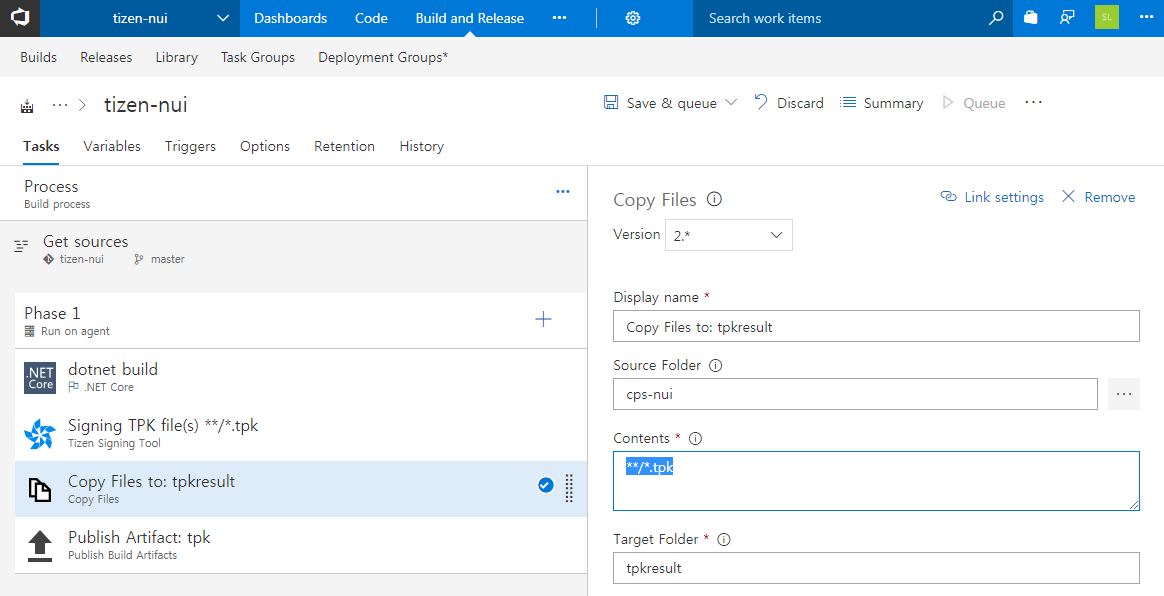 tizen-nui Dashboards Code Build and Release ··· Search work items SL ···
Builds Releases Library Task Groups Deployment Groups*
··· > tizen-nui Save & queue Discard Summary Queue ···
Tasks Variables Triggers Options Retention History
Process ···
Build process
Get sources
tizen-nui master
Phase 1
Run on agent
.NET Core dotnet build
.NET Core
Signing TPK file(s) **/*.tpk
Tizen Signing Tool
Copy Files to: tpkresult
Copy Files
Publish Artifact: tpk
Publish Build Artifacts
Copy Files Link settings Remove
Version 2.*
Display name *
Copy Files to: tpkresult
Source Folder
cps-nui ···
Contents *
**/*.tpk
Target Folder *
tpkresult